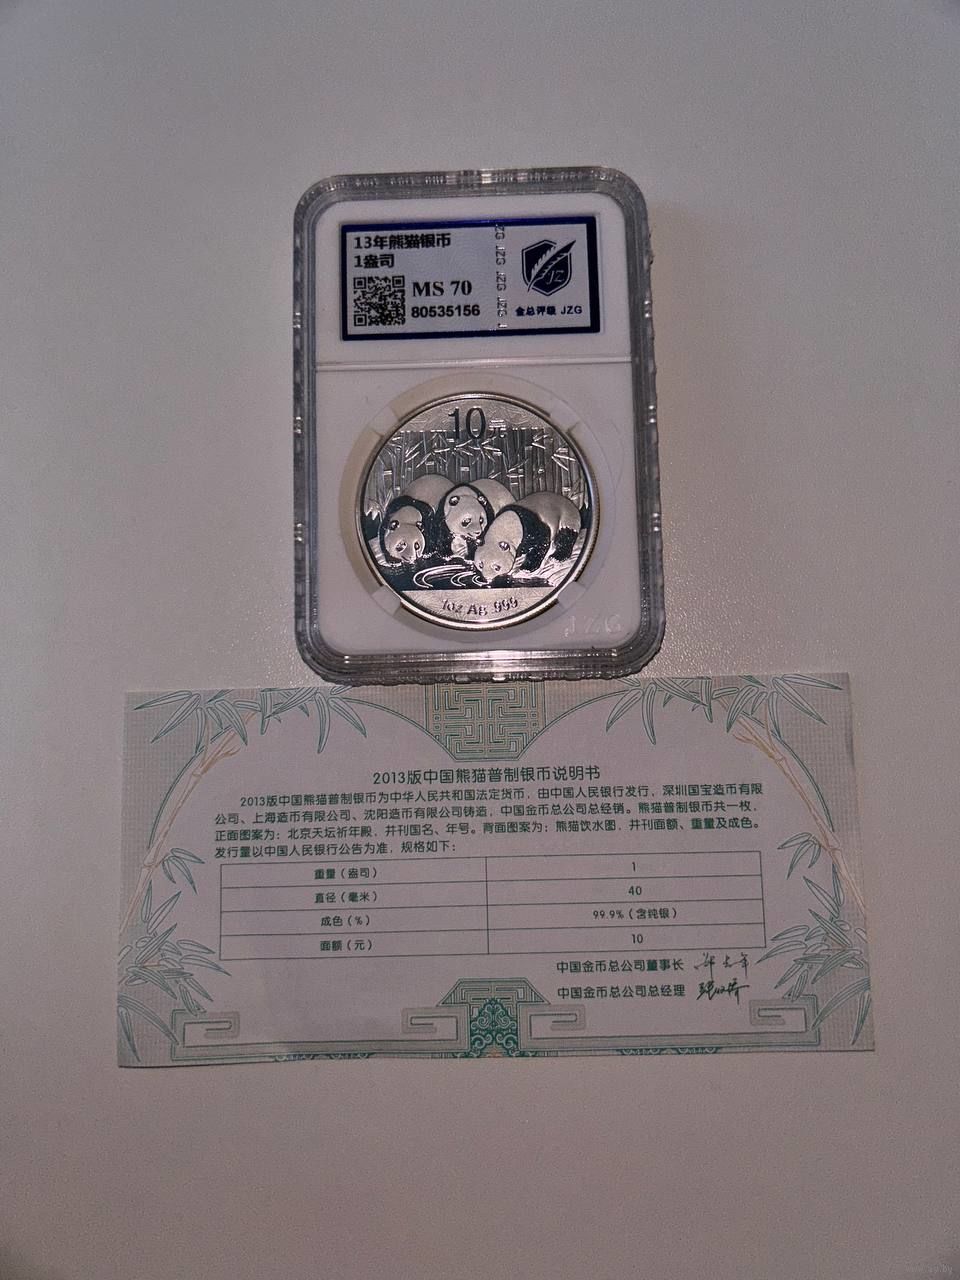 13年熊猫银币
1盎司
MS 70
80535156
ZG JZG JZG JZG J
JZ
金总评级 JZG
10元
1oz Ag .999
JZG
2013版中国熊猫普制银币说明书
2013版中国熊猫普制银币为中华人民共和国法定货币，由中国人民银行发行，深圳国宝造币有限
公司、上海造币有限公司、沈阳造币有限公司铸造，中国金币总公司总经销。熊猫普制银币共一枚，
正面图案为：北京天坛祈年殿，并刊国名、年号。背面图案为：熊猫饮水图，并刊面额、重量及成色。
发行量以中国人民银行公告为准，规格如下：
重量（盎司） 1
直径（毫米） 40
成色（%） 99.9%（含纯银）
面额（元） 10
中国金币总公司董事长
中国金币总公司总经理